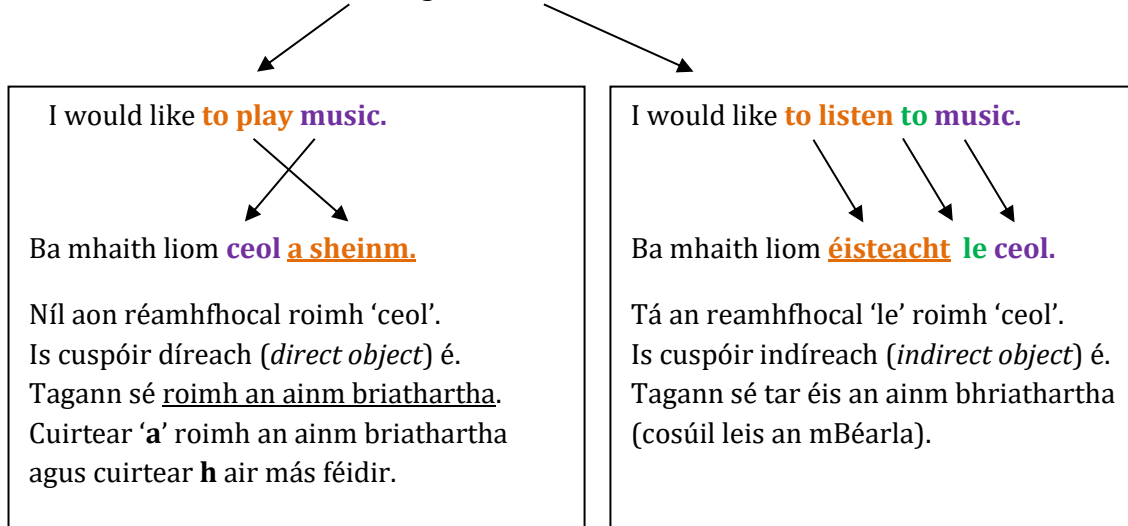 I would like to play music.
Ba mhaith liom ceol a sheinm.
Níl aon réamhfhocal roimh ‘ceol’.
Is cuspóir díreach (direct object) é.
Tagann sé roimh an ainm briathartha.
Cuirtear ‘a’ roimh an ainm briathartha
agus cuirtear h air más féidir.
I would like to listen to music.
Ba mhaith liom éisteacht le ceol.
Tá an reamhfhocal ‘le’ roimh ‘ceol’.
Is cuspóir indíreach (indirect object) é.
Tagann sé tar éis an ainm bhriathartha
(cosúil leis an mBéarla).